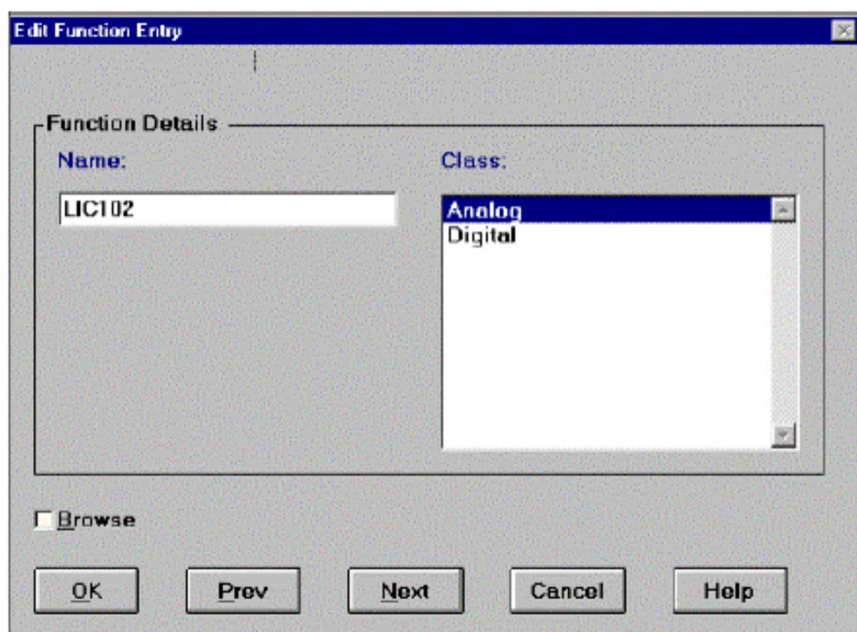 Edit Function Entry
Function Details
Name:
Class:
LIC102
Analog
Digital
Browse
OK
Prev
Next
Cancel
Help